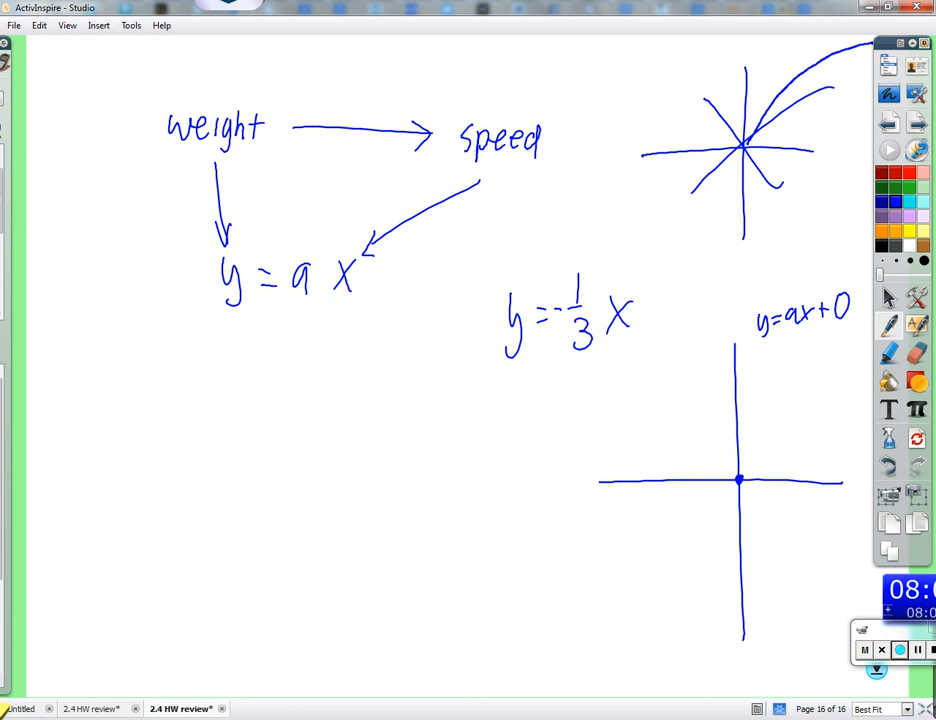 ActivInspire - Studio
File Edit View Insert Tools Help
weight speed
y = a x
y = -1/3 x
y=ax+0
T π
08:
08:
M
Untitled 2.4 HW review* 2.4 HW review* Page 16 of 16 Best Fit